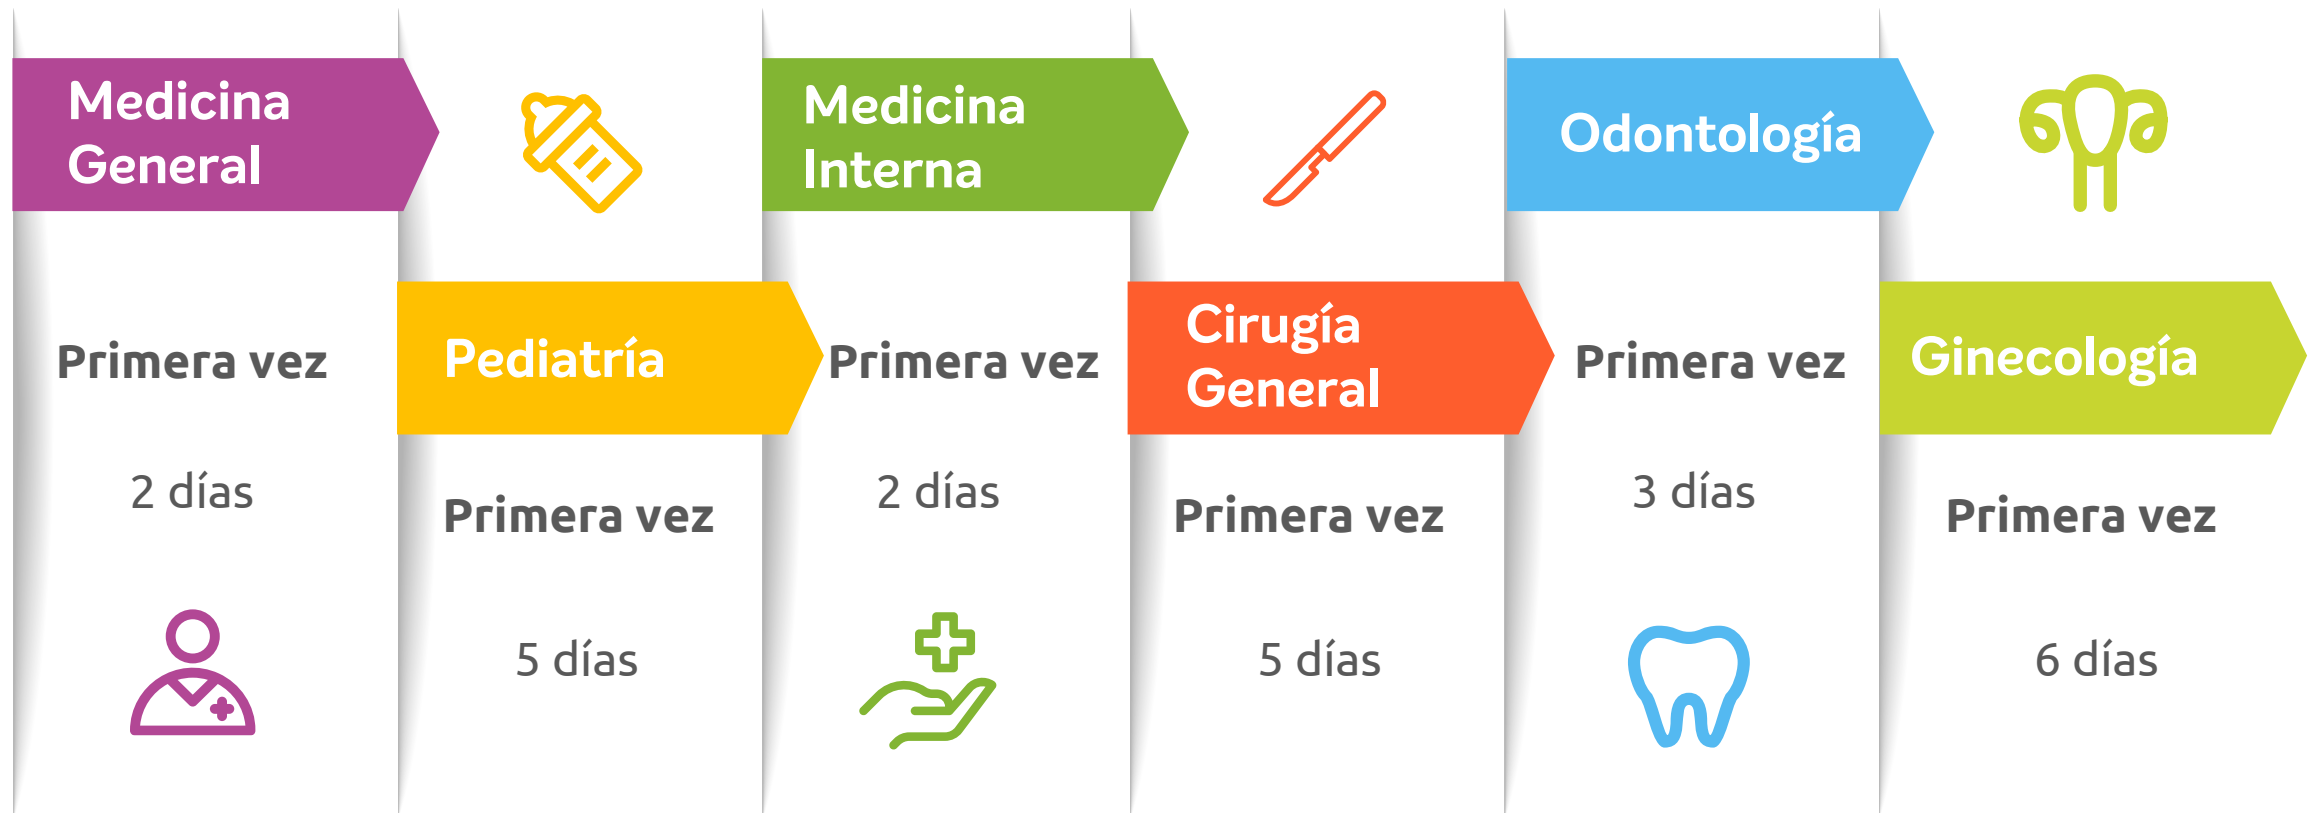 Medicina
General
Primera vez
2 días
Pediatría
Primera vez
5 días
Medicina
Interna
Primera vez
2 días
Cirugía
General
Primera vez
5 días
Odontología
Primera vez
3 días
Ginecología
Primera vez
6 días